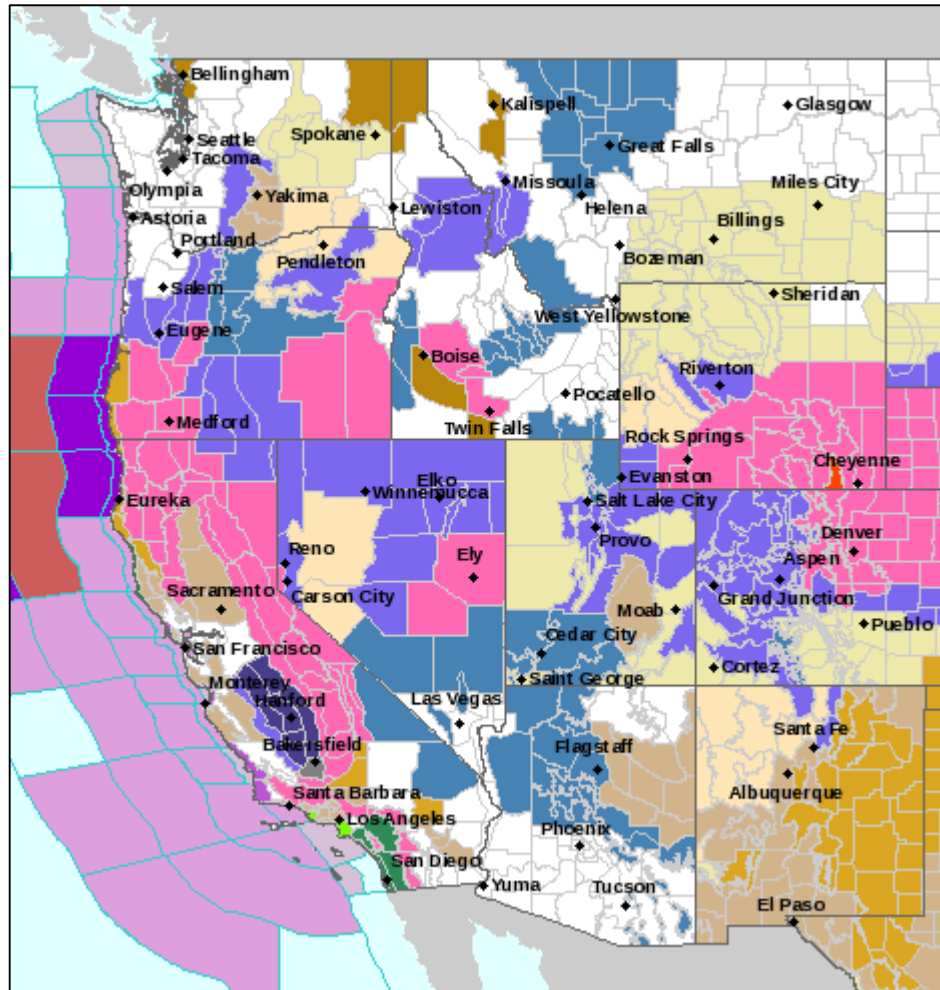 Bellingham
Kalispell
Glasgow
Seattle
Spokane
Great Falls
Tacoma
Olympia
Yakima
Lewiston
Missoula
Helena
Miles City
Astoria
Billings
Portland
Pendleton
Bozeman
Salem
Sheridan
West Yellowstone
Eugene
Boise
Riverton
Pocatello
Medford
Twin Falls
Rock Springs
Cheyenne
Evanston
Elko
Winnemucca
Eureka
Salt Lake City
Provo
Denver
Reno
Ely
Aspen
Carson City
Grand Junction
Sacramento
Moab
Pueblo
San Francisco
Cedar City
Cortez
Monterey
Saint George
Hanford
Las Vegas
Santa Fe
Bakersfield
Flagstaff
Albuquerque
Santa Barbara
Los Angeles
Phoenix
San Diego
Yuma
Tucson
El Paso